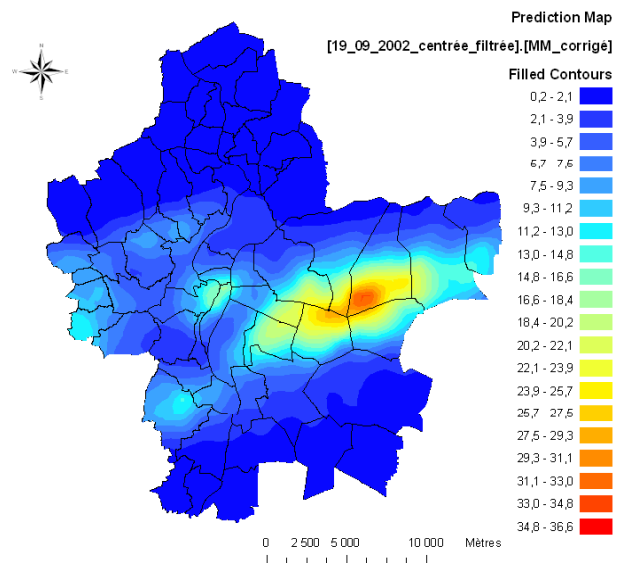 Prediction Map
[19_09_2002_centrée_filtrée].[MM_corrigé]
Filled Contours
N
W E
S
0,2 - 2,1
2,1 - 3,9
3,9 - 5,7
6,7 - 7,6
7,5 - 9,3
9,3 - 11,2
11,2 - 13,0
13,0 - 14,8
14,8 - 16,6
16,6 - 18,4
18,4 - 20,2
20,2 - 22,1
22,1 - 23,9
23,9 - 25,7
25,7 - 27,5
27,5 - 29,3
29,3 - 31,1
31,1 - 33,0
33,0 - 34,8
34,8 - 36,6
0 2 500 5 000 10 000 Mètres